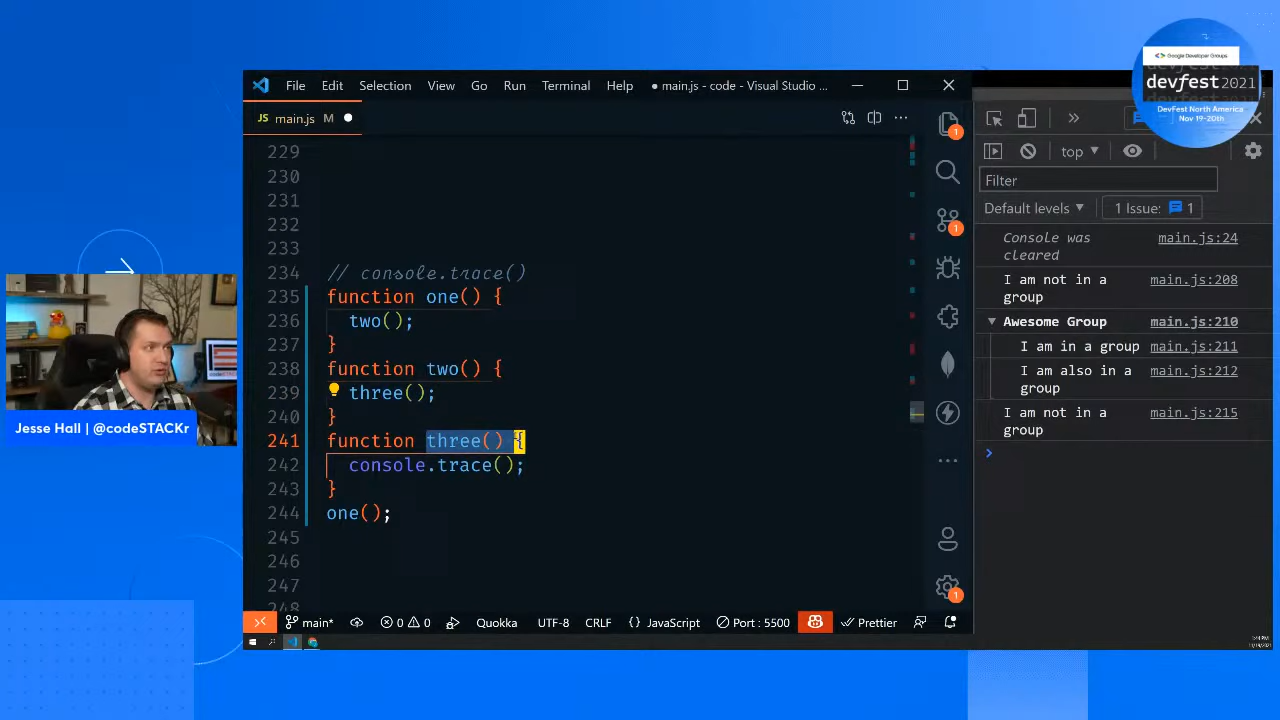 Google Developer Groups
devfest 2021
DevFest North America
Nov 19-20th
File Edit Selection View Go Run Terminal Help ● main.js - code - Visual Studio ...
JS main.js M
top
Filter
Default levels
1 Issue: 1
229
230
231
232
233
234 // console.trace()
235 function one() {
236 two();
237 }
238 function two() {
239 three();
240 }
241 function three() {
242 console.trace();
243 }
244 one();
245
246
247
248
1
1
1
Console was cleared main.js:24
I am not in a group main.js:208
Awesome Group main.js:210
I am in a group main.js:211
I am also in a group main.js:212
I am not in a group main.js:215
Jesse Hall | @codeSTACKr
main* 0 0 Quokka UTF-8 CRLF {} JavaScript Port : 5500 Prettier